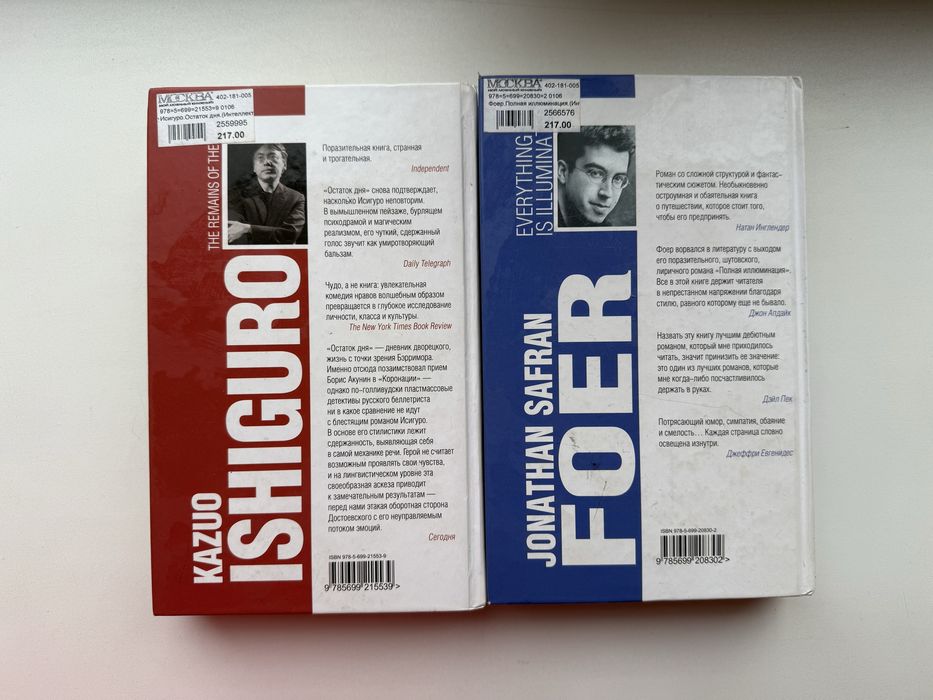 МОСКВА 402-181-005
978=5=699=21553=9 0106
Исигуро.Остаток дня.(Интеллект
2559995
217.00
THE REMAINS OF THE
KAZUO
ISHIGURO
Поразительная книга, странная
и трогательная.
Independent
«Остаток дня» снова подтверждает,
насколько Исигуро неповторим.
В вымышленном пейзаже, бурлящем
психодрамой и магическим
реализмом, его чуткий, сдержанный
голос звучит как умиротворяющий
бальзам.
Daily Telegraph
Чудо, а не книга: увлекательная
комедия нравов волшебным образом
превращается в глубокое исследование
личности, класса и культуры.
The New York Times Book Review
«Остаток дня» — дневник дворецкого,
жизнь с точки зрения Бэрримора.
Именно отсюда позаимствовал прием
Борис Акунин в «Коронации» —
однако по-голливудски пластмассовые
детективы русского беллетриста
ни в какое сравнение не идут
с блестящим романом Исигуро.
В основе его стилистики лежит
сдержанность, выявляющая себя
в самой механике речи. Герой не считает
возможным проявлять свои чувства,
и на лингвистическом уровне эта
своеобразная аскеза приводит
к замечательным результатам —
перед нами этакая оборотная сторона
Достоевского с его неуправляемым
потоком эмоций.
Сегодня
ISBN 978-5-699-21553-9
9 785699 215539 >
МОСКВА 402-181-005
978=5=699=20830=2 0106
Фоер.Полная иллюминация.(Ин
2566576
217.00
EVERYTHING
IS ILLUMINA
JONATHAN SAFRAN
FOER
Роман со сложной структурой и фантас-
тическим сюжетом. Необыкновенно
остроумная и обаятельная книга
о путешествии, которое стоит того,
чтобы его предпринять.
Натан Инглендер
Фоер ворвался в литературу с выходом
его поразительного, шутовского,
лиричного романа «Полная иллюминация».
Все в этой книге держит читателя
в непрестанном напряжении благодаря
стилю, равного которому еще не бывало.
Джон Апдайк
Назвать эту книгу лучшим дебютным
романом, который мне приходилось
читать, значит принизить ее значение:
это один из лучших романов, которые
мне когда-либо посчастливилось
держать в руках.
Дэйл Пек
Потрясающий юмор, симпатия, обаяние
и смелость... Каждая страница словно
освещена изнутри.
Джеффри Евгенидес
ISBN 978-5-699-20830-2
9 785699 208302 >